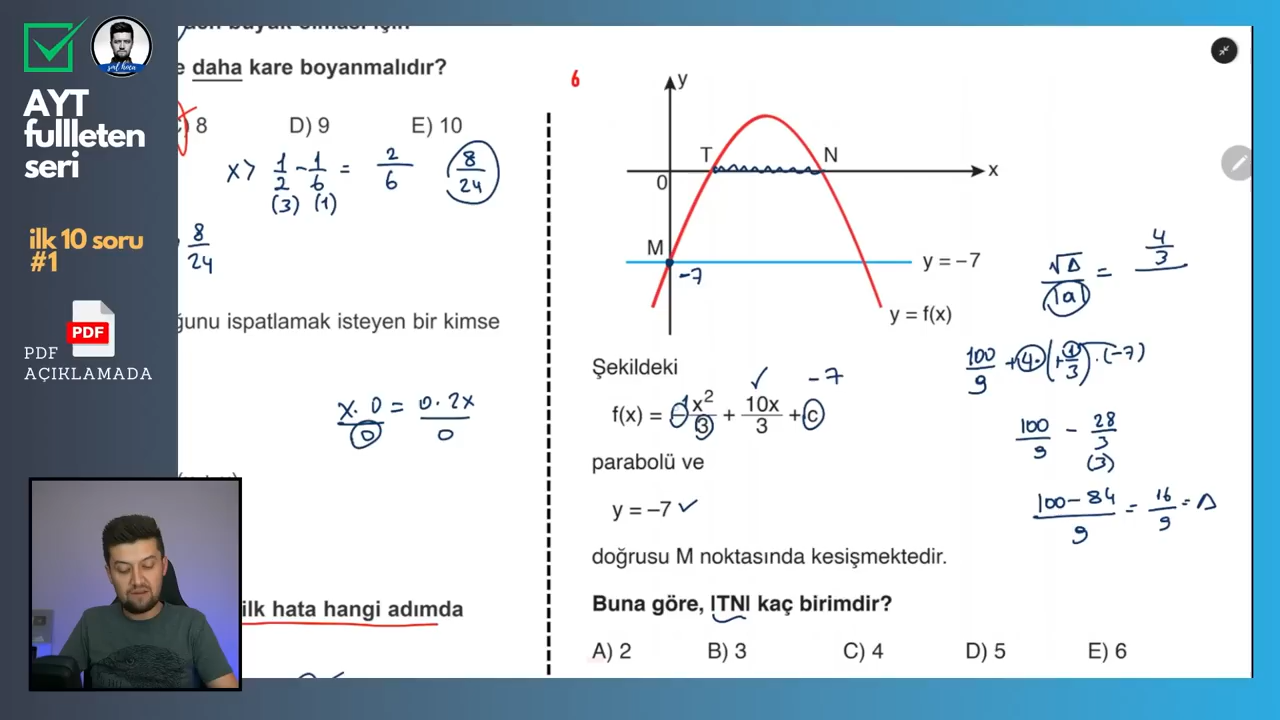 AYT
fullleten
seri
ilk 10 soru
#1
PDF
PDF
AÇIKLAMADA
daha kare boyanmalıdır?
8 D) 9 E) 10
x > 1/2 - 1/6 = 2/6 8/24
(3) (1)
8/24
ispatlamak isteyen bir kimse
x . 0 / 0 = 0 . 2x / 0
ilk hata hangi adımda
6
y
T N
0 x
M
-7
y = –7
y = f(x)
Şekildeki
-7
f(x) = -1x²/3 + 10x/3 + c
parabolü ve
y = –7
doğrusu M noktasında kesişmektedir.
Buna göre, |TN| kaç birimdir?
A) 2 B) 3 C) 4 D) 5 E) 6
√Δ/|a| = 4/3
100/9 + 4 . (+1/3) . (-7)
100/9 - 28/3
(3)
100 - 84 / 9 = 16/9 = Δ